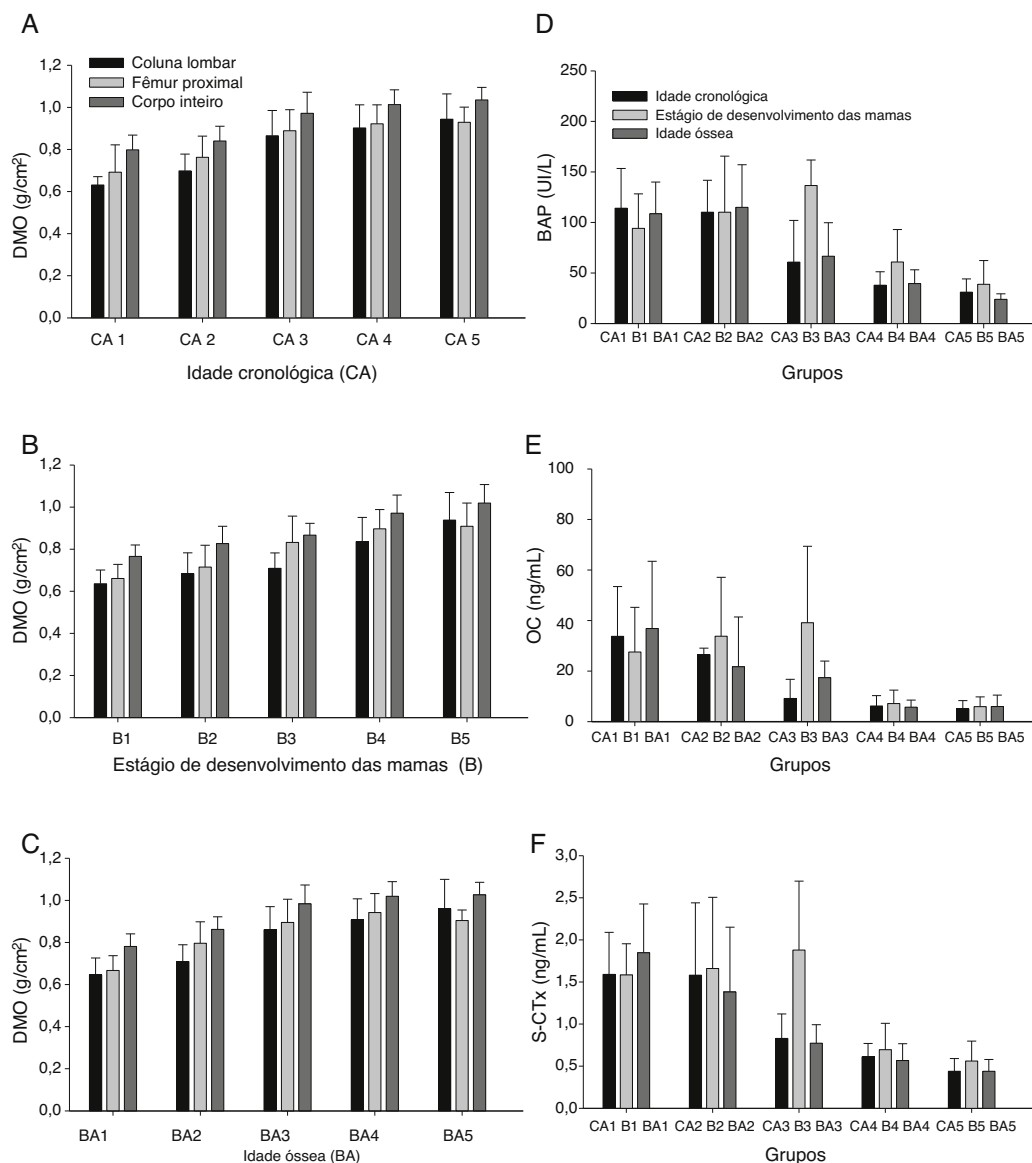 A
Coluna lombar
Fêmur proximal
Corpo inteiro
1,2
1,0
0,8
0,6
0,4
0,2
0,0
DMO (g/cm²)
CA 1 CA 2 CA 3 CA 4 CA 5
Idade cronológica (CA)
B
1,2
1,0
0,8
0,6
0,4
0,2
0,0
DMO (g/cm²)
B1 B2 B3 B4 B5
Estágio de desenvolvimento das mamas (B)
C
1,2
1,0
0,8
0,6
0,4
0,2
0,0
DMO (g/cm²)
BA1 BA2 BA3 BA4 BA5
Idade óssea (BA)
D
250
200
150
100
50
0
BAP (UI/L)
Idade cronológica
Estágio de desenvolvimento das mamas
Idade óssea
CA1 B1 BA1 CA2 B2 BA2 CA3 B3 BA3 CA4 B4 BA4 CA5 B5 BA5
Grupos
E
100
80
60
40
20
0
OC (ng/mL)
CA1 B1 BA1 CA2 B2 BA2 CA3 B3 BA3 CA4 B4 BA4 CA5 B5 BA5
Grupos
F
3,0
2,5
2,0
1,5
1,0
0,5
0,0
S-CTx (ng/mL)
CA1 B1 BA1 CA2 B2 BA2 CA3 B3 BA3 CA4 B4 BA4 CA5 B5 BA5
Grupos